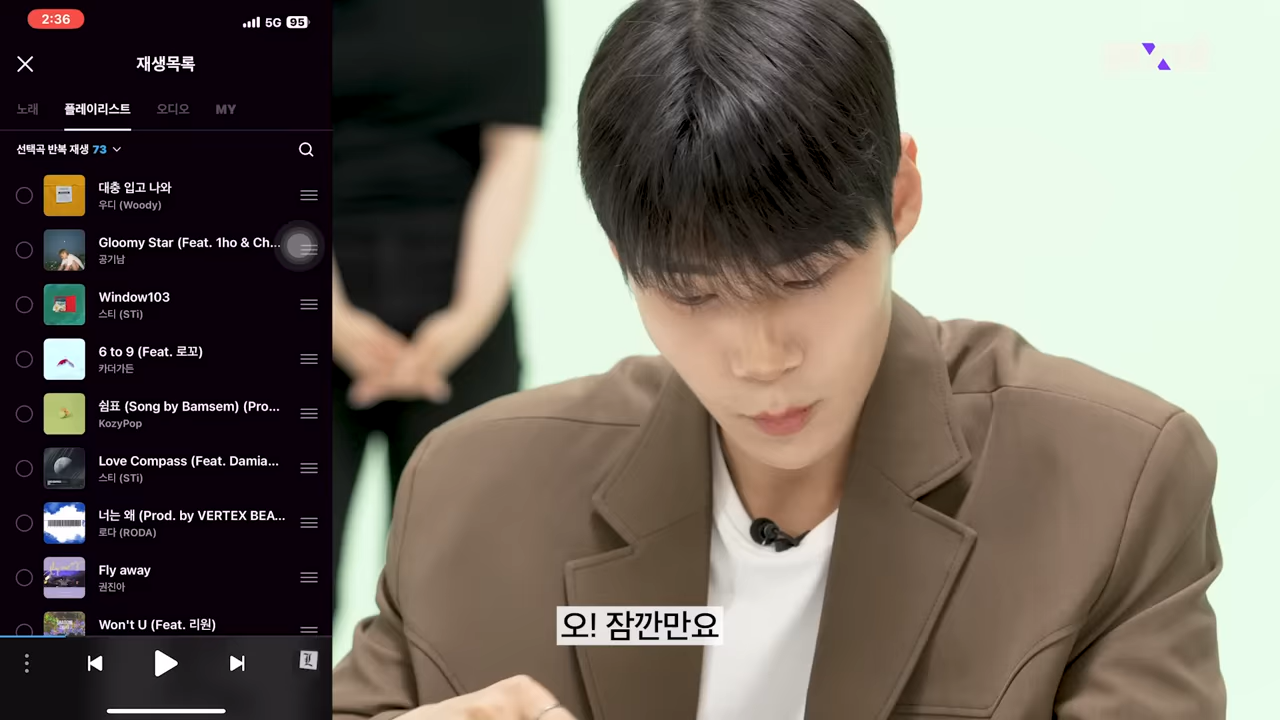 2:36
5G 95
재생목록
노래 플레이리스트 오디오 MY
선택곡 반복 재생 73
대충 입고 나와
우디 (Woody)
Gloomy Star (Feat. 1ho & Ch...
공기남
Window103
스티 (STi)
6 to 9 (Feat. 로꼬)
카더가든
쉼표 (Song by Bamsem) (Pro...
KozyPop
Love Compass (Feat. Damia...
스티 (STi)
너는 왜 (Prod. by VERTEX BEA...
로다 (RODA)
Fly away
권진아
Won't U (Feat. 리원)
오! 잠깐만요